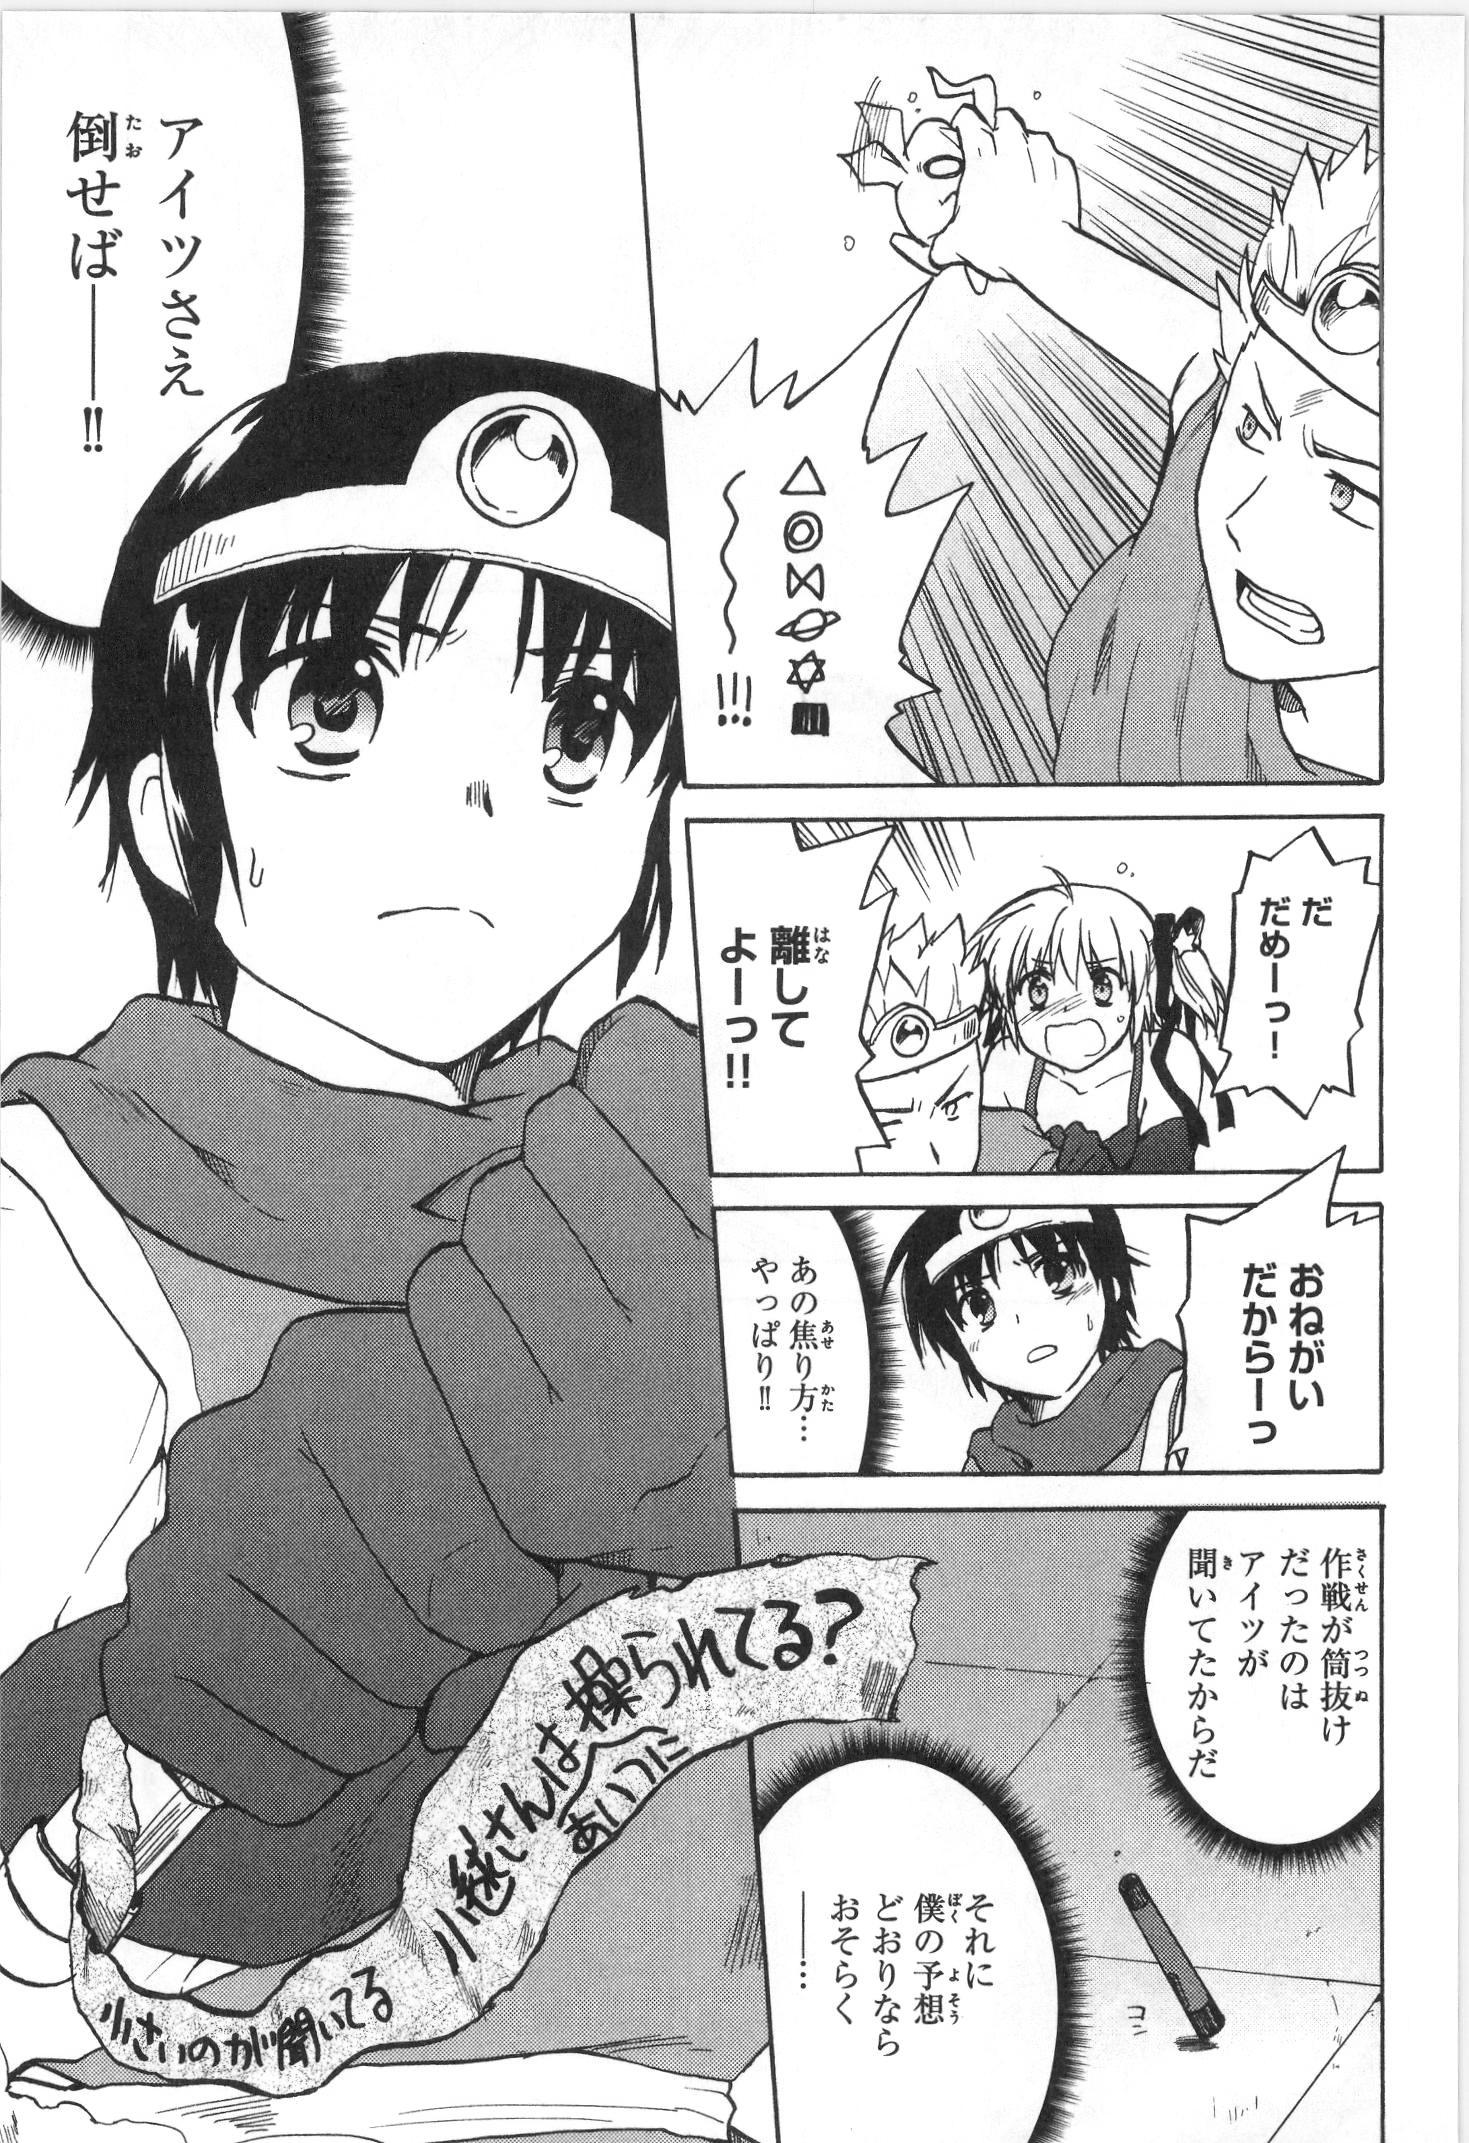 ～～～!!!
だ
だめーっ！
離して
よーっ!!
おねがい
だからーっ
あの焦り方…
やっぱり!!
作戦が筒抜け
だったのは
アイツが
聞いてたからだ
コン
それに
僕の予想
どおりなら
おそらく
――…
小さいのが聞いてる
さんは操られてる？
あいつに
アイツさえ
倒せば――!!